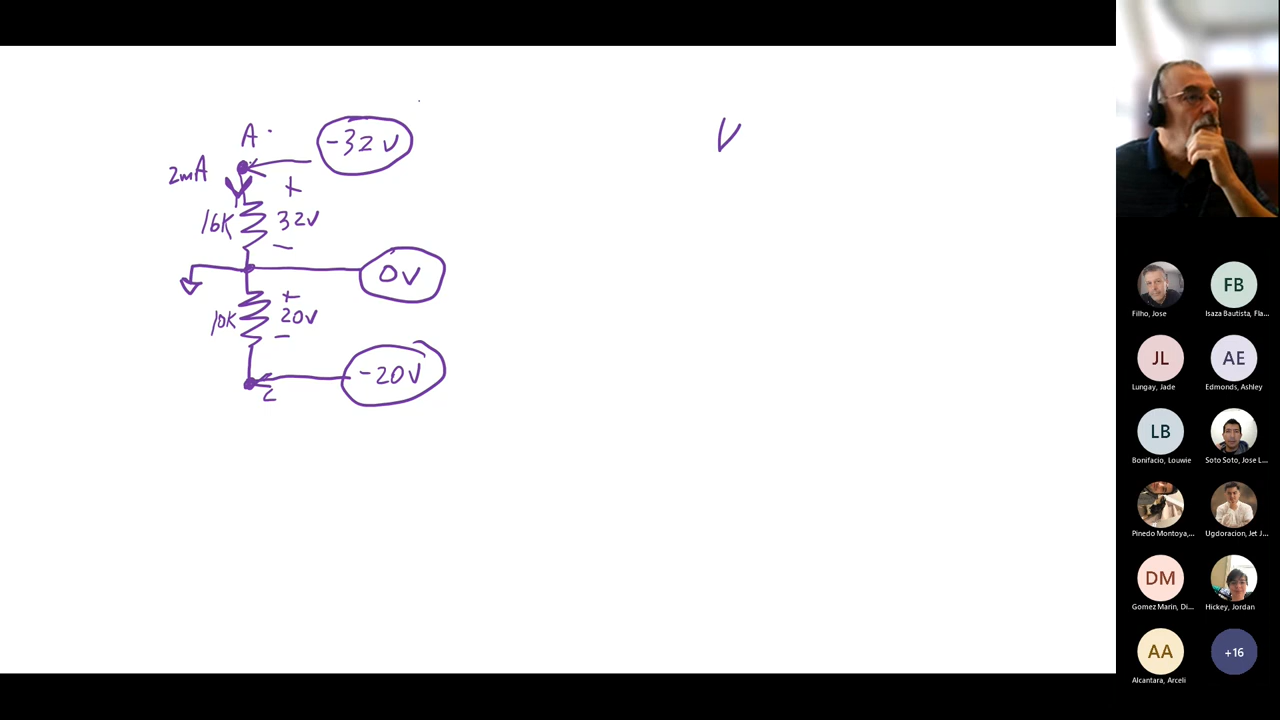 A
-32V
V
2mA
+
16K
32V
-
0V
+
10K
20V
-
-20V
C
Filho, Jose
FB
Isaza Bautista, Fla...
JL
Lungay, Jade
AE
Edmonds, Ashley
LB
Bonifacio, Louwie
Soto Soto, Jose L...
Pinedo Montoya,...
Ugdoracion, Jet J...
DM
Gomez Marin, Di...
Hickey, Jordan
AA
Alcantara, Arceli
+16